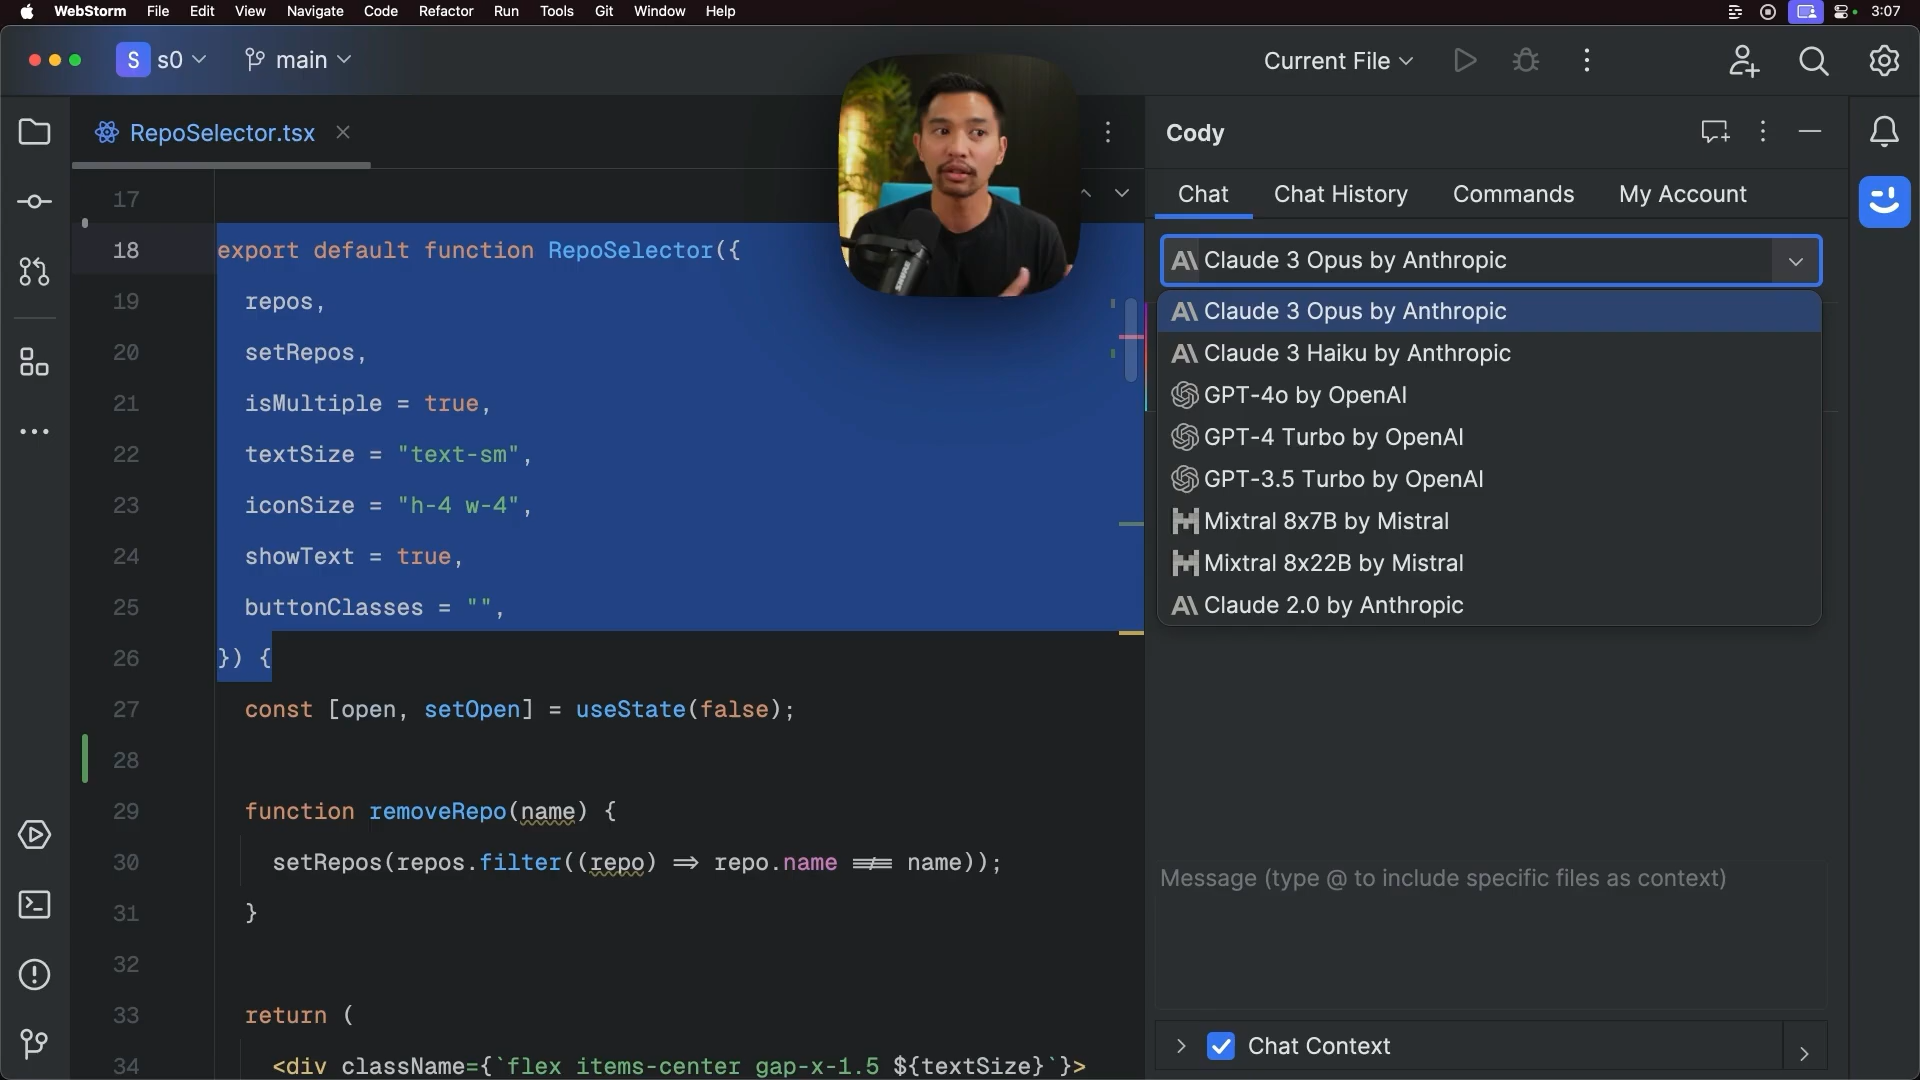 WebStorm File Edit View Navigate Code Refactor Run Tools Git Window Help 3:07
S s0 main Current File
RepoSelector.tsx
Cody
Chat Chat History Commands My Account
Claude 3 Opus by Anthropic
Claude 3 Opus by Anthropic
Claude 3 Haiku by Anthropic
GPT-4o by OpenAI
GPT-4 Turbo by OpenAI
GPT-3.5 Turbo by OpenAI
Mixtral 8x7B by Mistral
Mixtral 8x22B by Mistral
Claude 2.0 by Anthropic
17
18 export default function RepoSelector({
19 repos,
20 setRepos,
21 isMultiple = true,
22 textSize = "text-sm",
23 iconSize = "h-4 w-4",
24 showText = true,
25 buttonClasses = "",
26 }) {
27 const [open, setOpen] = useState(false);
28
29 function removeRepo(name) {
30 setRepos(repos.filter((repo) => repo.name !== name));
31 }
32
33 return (
34 <div className={`flex items-center gap-x-1.5 ${textSize}`}>
Message (type @ to include specific files as context)
Chat Context